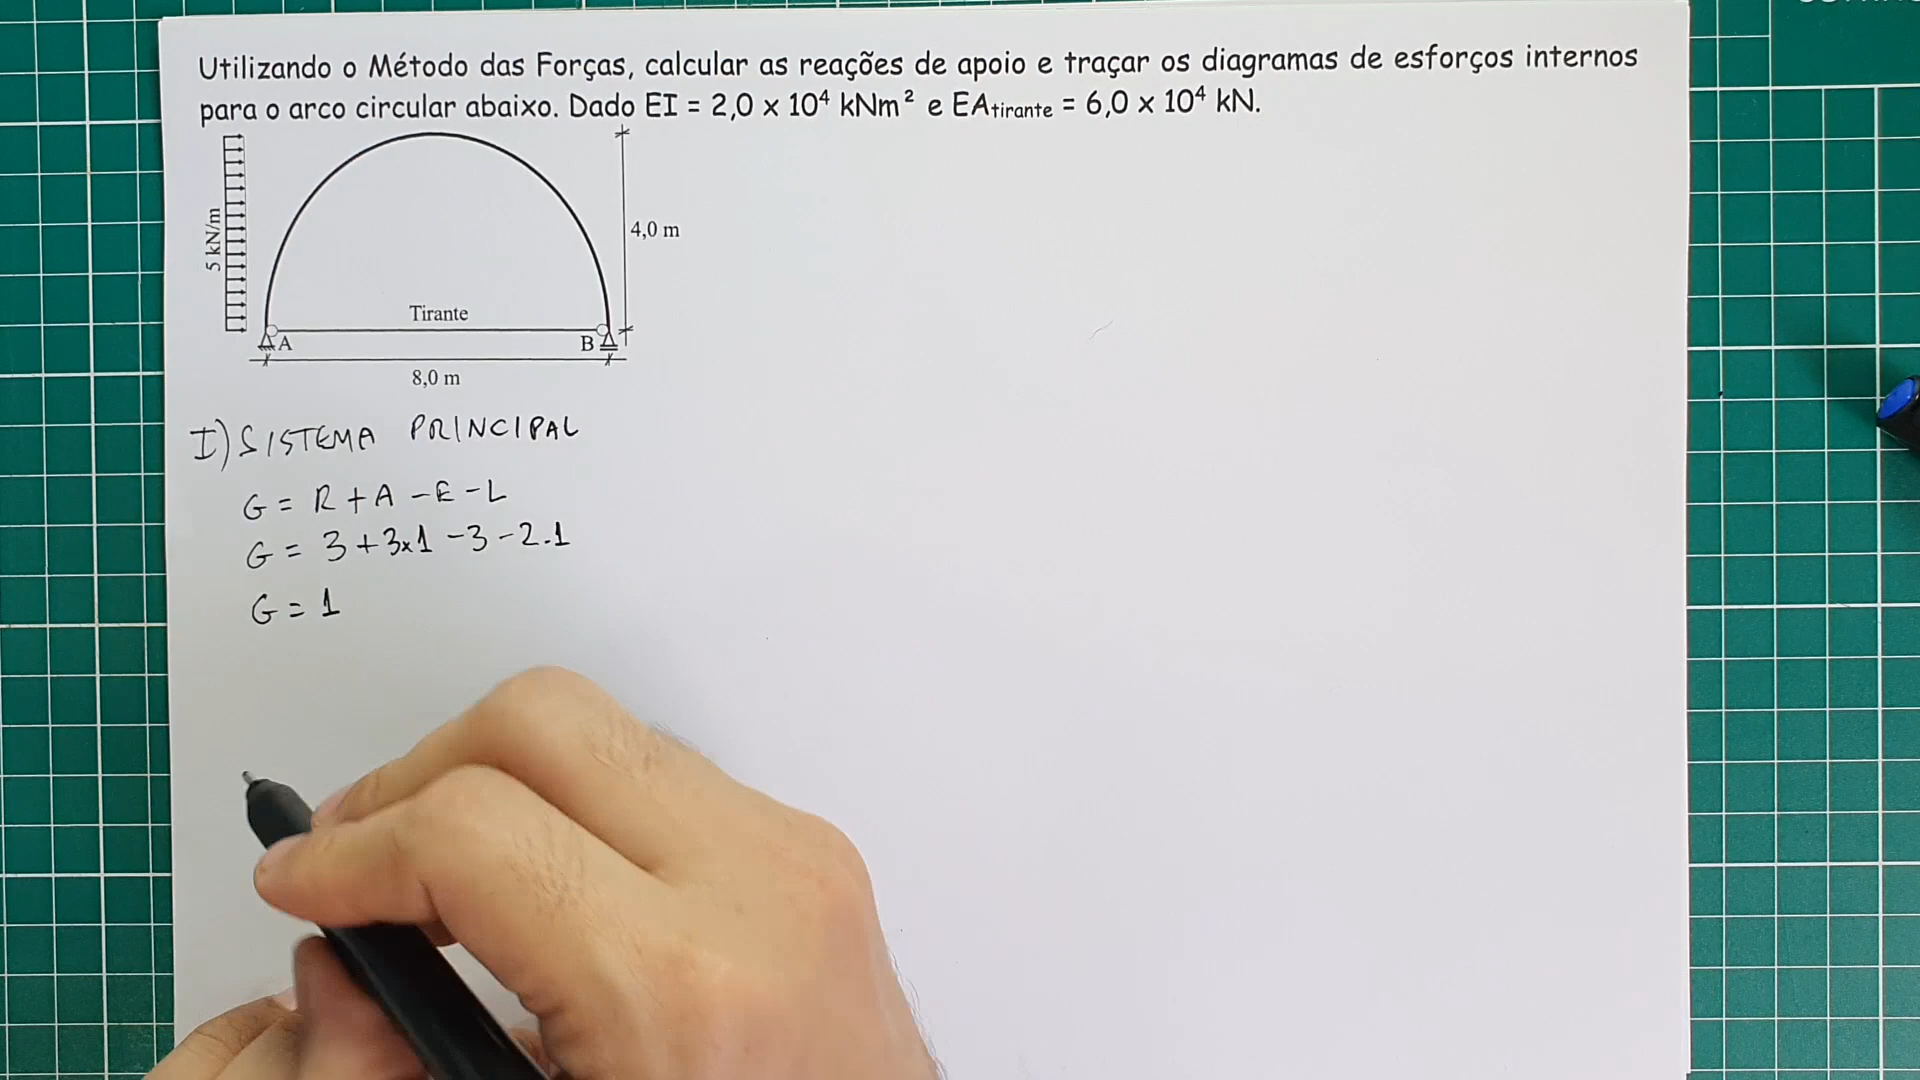 Utilizando o Método das Forças, calcular as reações de apoio e traçar os diagramas de esforços internos
para o arco circular abaixo. Dado EI = 2,0 x 10⁴ kNm² e EAtirante = 6,0 x 10⁴ kN.
5 kN/m
4,0 m
Tirante
A
B
8,0 m
I) SISTEMA PRINCIPAL
G = R + A - E - L
G = 3 + 3x1 - 3 - 2.1
G = 1